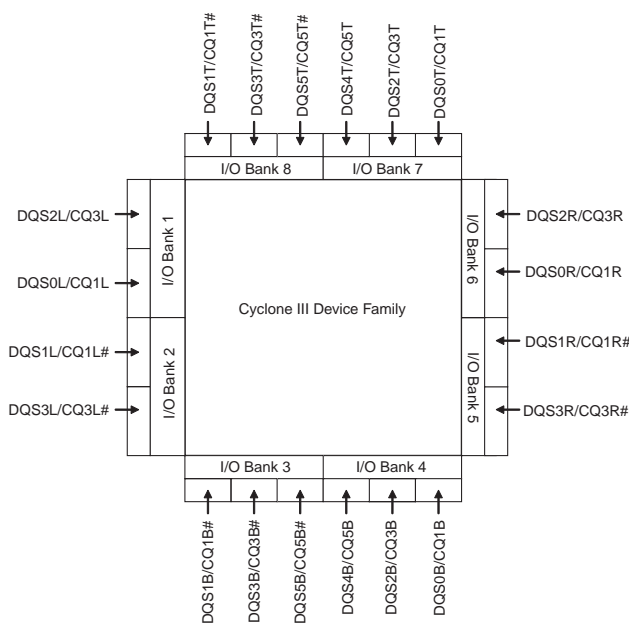 DQS1T/CQ1T#
DQS3T/CQ3T#
DQS5T/CQ5T#
DQS4T/CQ5T
DQS2T/CQ3T
DQS0T/CQ1T
I/O Bank 8
I/O Bank 7
DQS2L/CQ3L
DQS0L/CQ1L
DQS1L/CQ1L#
DQS3L/CQ3L#
I/O Bank 1
I/O Bank 2
Cyclone III Device Family
I/O Bank 6
I/O Bank 5
DQS2R/CQ3R
DQS0R/CQ1R
DQS1R/CQ1R#
DQS3R/CQ3R#
I/O Bank 3
I/O Bank 4
DQS1B/CQ1B#
DQS3B/CQ3B#
DQS5B/CQ5B#
DQS4B/CQ5B
DQS2B/CQ3B
DQS0B/CQ1B